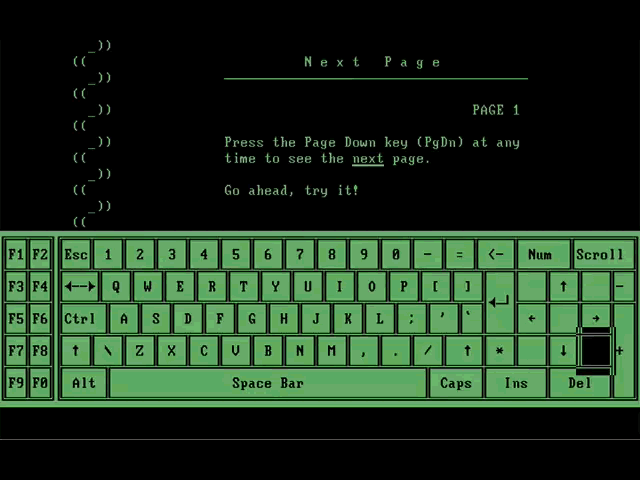 Next Page
PAGE 1
Press the Page Down key (PgDn) at any
time to see the next page.
Go ahead, try it!
F1 F2 Esc 1 2 3 4 5 6 7 8 9 0 - = <- Num Scroll
F3 F4 Q W E R T Y U I O P [ ] ↑ -
F5 F6 Ctrl A S D F G H J K L ; ' ` ← →
F7 F8 ↑ \ Z X C V B N M , . / ↑ * ↓ +
F9 F0 Alt Space Bar Caps Ins Del